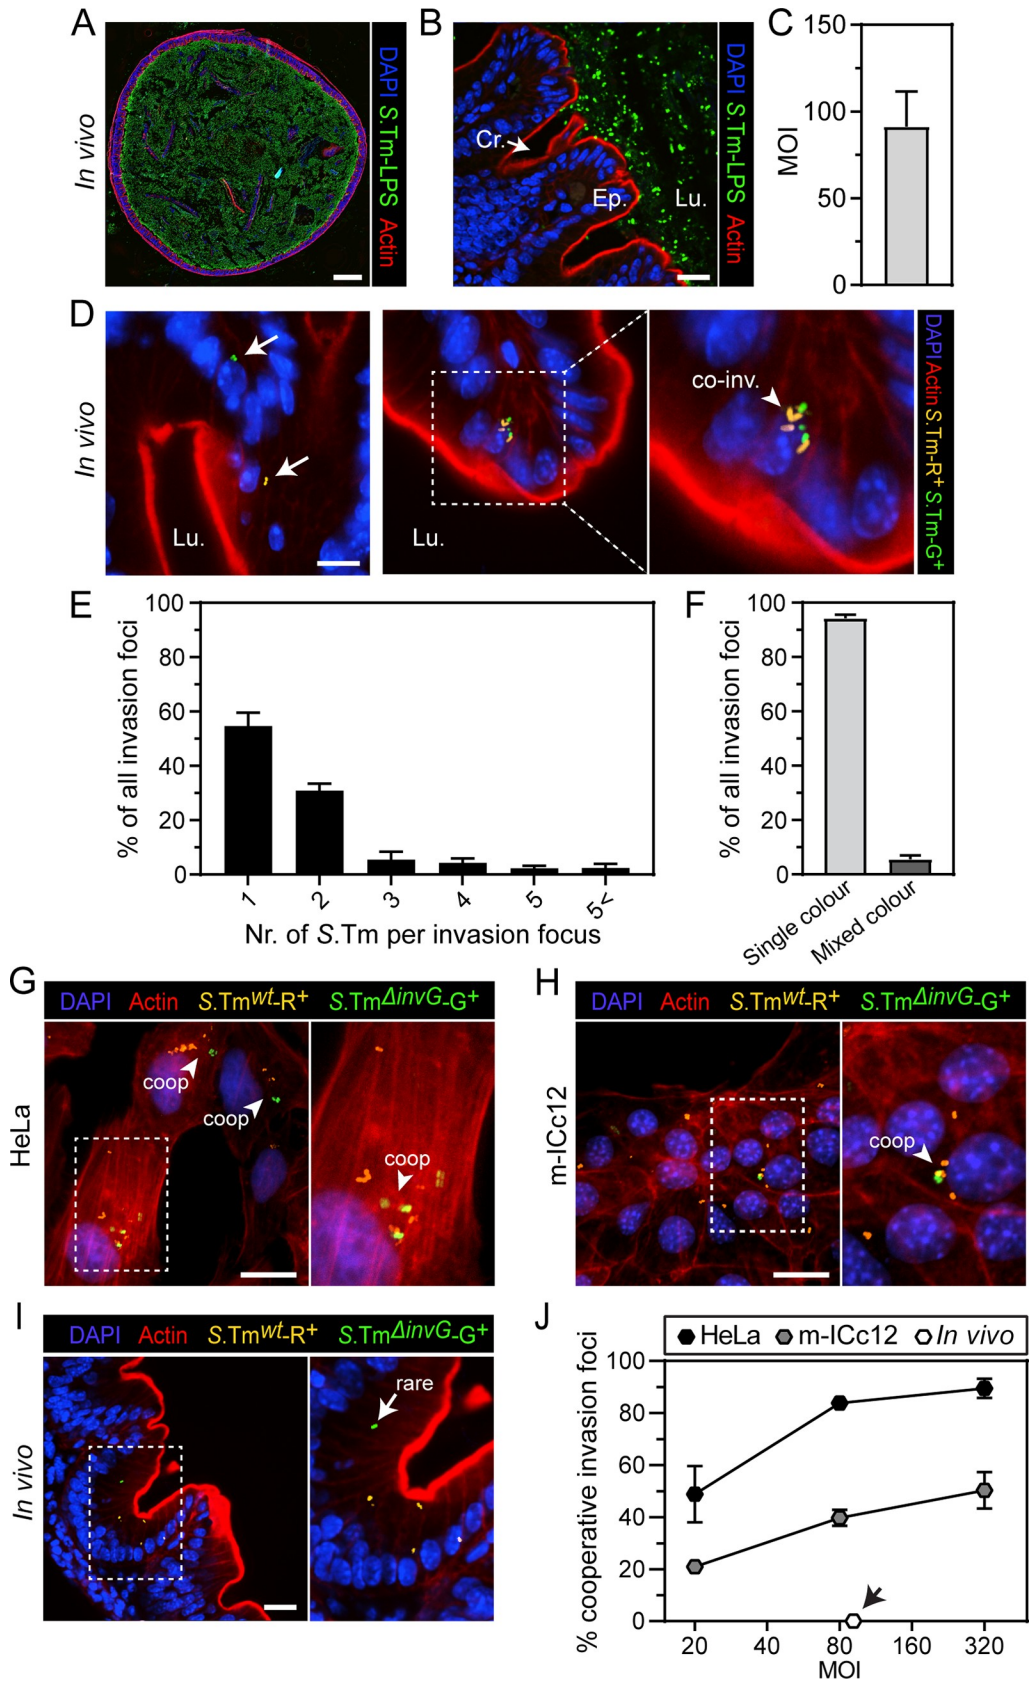 A
In vivo
DAPI S.Tm-LPS Actin
B
Cr.
Ep.
Lu.
DAPI S.Tm-LPS Actin
C
MOI
150
100
50
0
D
In vivo
Lu.
Lu.
co-inv.
DAPI Actin S.Tm-R+ S.Tm-G+
E
% of all invasion foci
100
80
60
40
20
0
1
2
3
4
5
5<
Nr. of S.Tm per invasion focus
F
% of all invasion foci
100
80
60
40
20
0
Single colour
Mixed colour
G
DAPI Actin S.Tmwt-R+ S.TmΔinvG-G+
HeLa
coop
coop
coop
H
DAPI Actin S.Tmwt-R+ S.TmΔinvG-G+
m-ICc12
coop
I
DAPI Actin S.Tmwt-R+ S.TmΔinvG-G+
In vivo
rare
J
HeLa m-ICc12 In vivo
% cooperative invasion foci
100
80
60
40
20
0
20 40 80 160 320
MOI